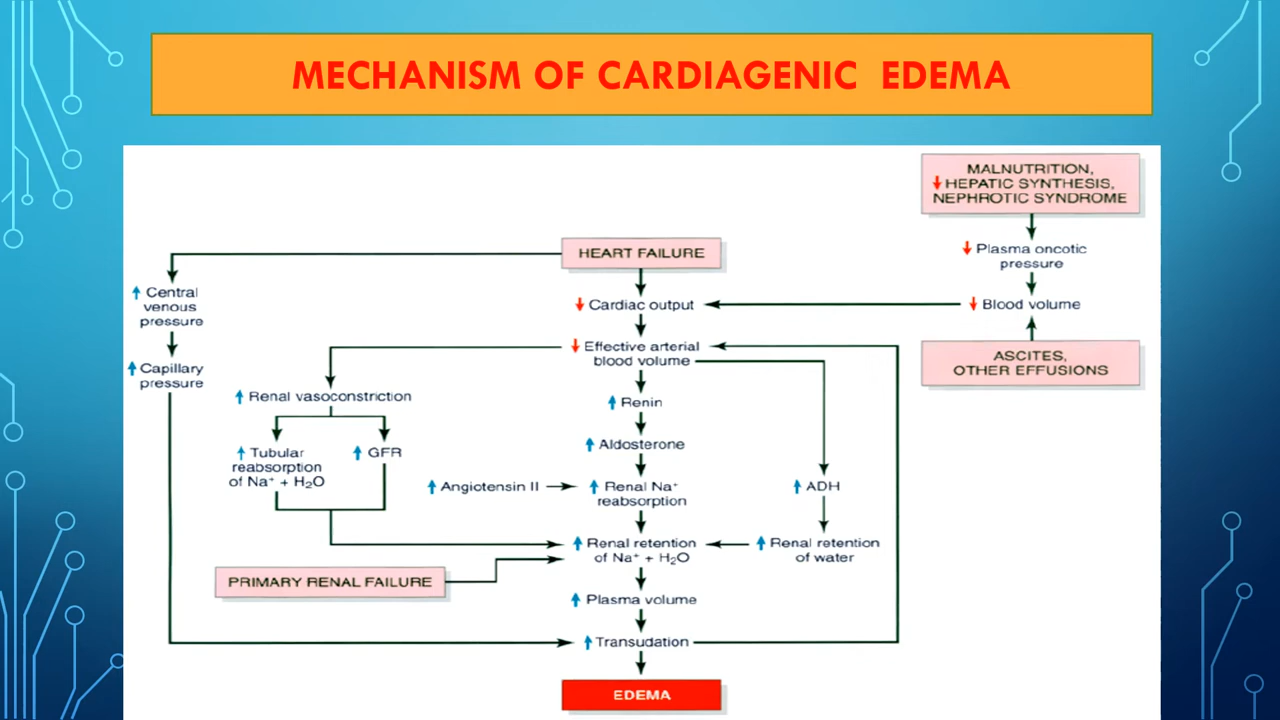 MECHANISM OF CARDIAGENIC EDEMA
MALNUTRITION,
↓ HEPATIC SYNTHESIS,
NEPHROTIC SYNDROME
↓ Plasma oncotic
pressure
↓ Blood volume
ASCITES,
OTHER EFFUSIONS
HEART FAILURE
↓ Cardiac output
↓ Effective arterial
blood volume
↑ Central
venous
pressure
↑ Capillary
pressure
↑ Renal vasoconstriction
↑ Tubular
reabsorption
of Na⁺ + H₂O
↑ GFR
↑ Renin
↑ Aldosterone
↑ Angiotensin II
↑ Renal Na⁺
reabsorption
↑ ADH
↑ Renal retention
of Na⁺ + H₂O
↑ Renal retention
of water
PRIMARY RENAL FAILURE
↑ Plasma volume
↑ Transudation
EDEMA